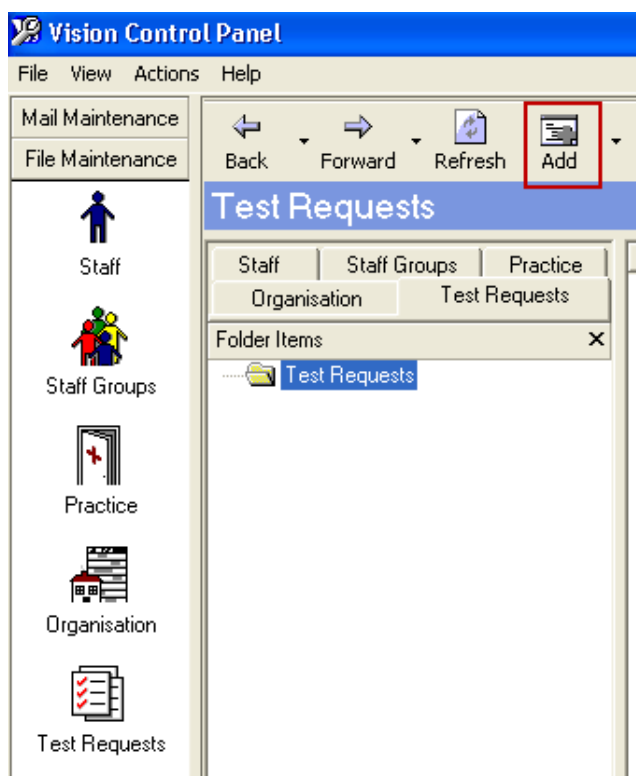 Vision Control Panel
File View Actions Help
Mail Maintenance
File Maintenance
Back Forward Refresh Add
Test Requests
Staff
Staff Groups
Practice
Organisation
Test Requests
Staff Staff Groups Practice
Organisation Test Requests
Folder Items
Test Requests